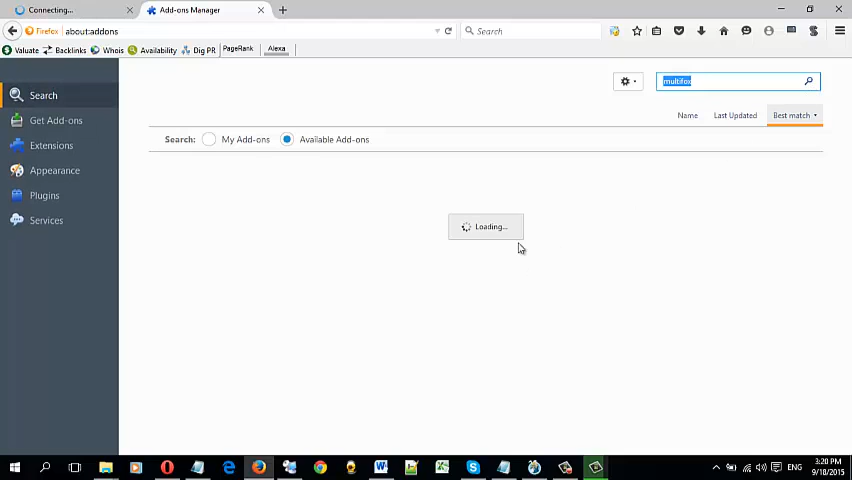 Connecting...
Add-ons Manager
Firefox about:addons
Search
Valuate Backlinks Whois Availability Dig PR PageRank Alexa
Search
multifox
Get Add-ons
Name Last Updated Best match
Search: My Add-ons Available Add-ons
Extensions
Appearance
Plugins
Services
Loading...
ENG
3:20 PM
9/18/2015